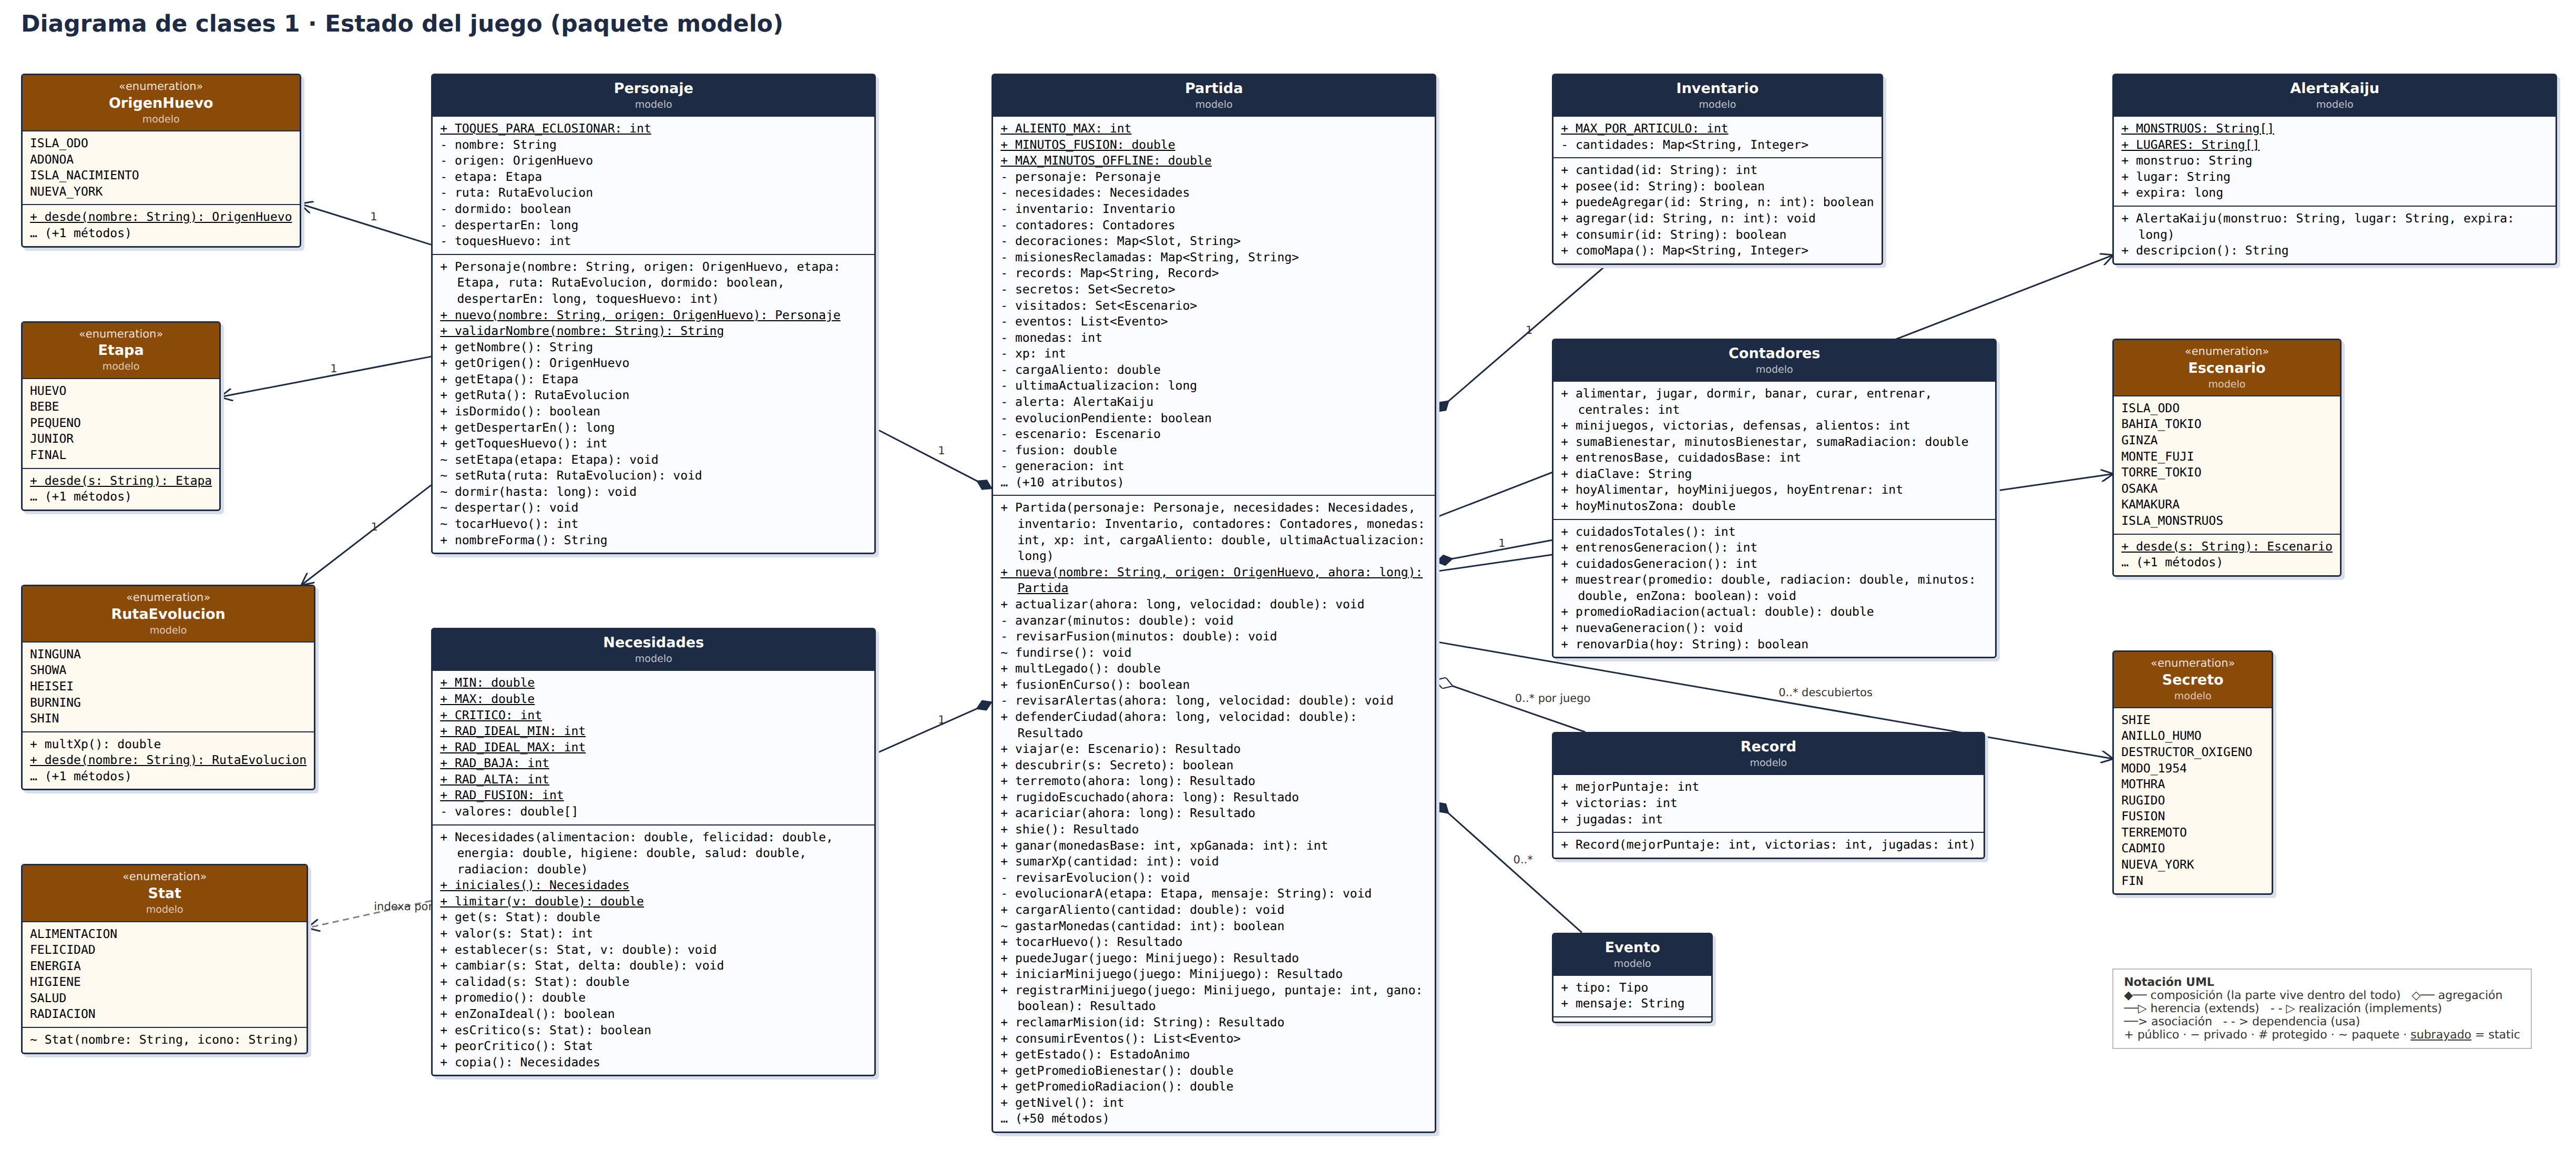 Diagrama de clases 1 · Estado del juego (paquete modelo)
«enumeration»
OrigenHuevo
modelo
ISLA_ODO
ADONOA
ISLA_NACIMIENTO
NUEVA_YORK
+ desde(nombre: String): OrigenHuevo
… (+1 métodos)
1
«enumeration»
Etapa
modelo
HUEVO
BEBE
PEQUENO
JUNIOR
FINAL
+ desde(s: String): Etapa
… (+1 métodos)
1
«enumeration»
RutaEvolucion
modelo
NINGUNA
SHOWA
HEISEI
BURNING
SHIN
+ multXp(): double
+ desde(nombre: String): RutaEvolucion
… (+1 métodos)
1
«enumeration»
Stat
modelo
ALIMENTACION
FELICIDAD
ENERGIA
HIGIENE
SALUD
RADIACION
~ Stat(nombre: String, icono: String)
indexa por
Personaje
modelo
+ TOQUES_PARA_ECLOSIONAR: int
- nombre: String
- origen: OrigenHuevo
- etapa: Etapa
- ruta: RutaEvolucion
- dormido: boolean
- despertarEn: long
- toquesHuevo: int
+ Personaje(nombre: String, origen: OrigenHuevo, etapa:
Etapa, ruta: RutaEvolucion, dormido: boolean,
despertarEn: long, toquesHuevo: int)
+ nuevo(nombre: String, origen: OrigenHuevo): Personaje
+ validarNombre(nombre: String): String
+ getNombre(): String
+ getOrigen(): OrigenHuevo
+ getEtapa(): Etapa
+ getRuta(): RutaEvolucion
+ isDormido(): boolean
+ getDespertarEn(): long
+ getToquesHuevo(): int
~ setEtapa(etapa: Etapa): void
~ setRuta(ruta: RutaEvolucion): void
~ dormir(hasta: long): void
~ despertar(): void
~ tocarHuevo(): int
+ nombreForma(): String
1
Necesidades
modelo
+ MIN: double
+ MAX: double
+ CRITICO: int
+ RAD_IDEAL_MIN: int
+ RAD_IDEAL_MAX: int
+ RAD_BAJA: int
+ RAD_ALTA: int
+ RAD_FUSION: int
- valores: double[]
+ Necesidades(alimentacion: double, felicidad: double,
energia: double, higiene: double, salud: double,
radiacion: double)
+ iniciales(): Necesidades
+ limitar(v: double): double
+ get(s: Stat): double
+ valor(s: Stat): int
+ establecer(s: Stat, v: double): void
+ cambiar(s: Stat, delta: double): void
+ calidad(s: Stat): double
+ promedio(): double
+ enZonaIdeal(): boolean
+ esCritico(s: Stat): boolean
+ peorCritico(): Stat
+ copia(): Necesidades
1
Partida
modelo
+ ALIENTO_MAX: int
+ MINUTOS_FUSION: double
+ MAX_MINUTOS_OFFLINE: double
- personaje: Personaje
- necesidades: Necesidades
- inventario: Inventario
- contadores: Contadores
- decoraciones: Map<Slot, String>
- misionesReclamadas: Map<String, String>
- records: Map<String, Record>
- secretos: Set<Secreto>
- visitados: Set<Escenario>
- eventos: List<Evento>
- monedas: int
- xp: int
- cargaAliento: double
- ultimaActualizacion: long
- alerta: AlertaKaiju
- evolucionPendiente: boolean
- escenario: Escenario
- fusion: double
- generacion: int
… (+10 atributos)
+ Partida(personaje: Personaje, necesidades: Necesidades,
inventario: Inventario, contadores: Contadores, monedas:
int, xp: int, cargaAliento: double, ultimaActualizacion:
long)
+ nueva(nombre: String, origen: OrigenHuevo, ahora: long):
Partida
+ actualizar(ahora: long, velocidad: double): void
- avanzar(minutos: double): void
- revisarFusion(minutos: double): void
~ fundirse(): void
+ multLegado(): double
+ fusionEnCurso(): boolean
- revisarAlertas(ahora: long, velocidad: double): void
+ defenderCiudad(ahora: long, velocidad: double):
Resultado
+ viajar(e: Escenario): Resultado
+ descubrir(s: Secreto): boolean
+ terremoto(ahora: long): Resultado
+ rugidoEscuchado(ahora: long): Resultado
+ acariciar(ahora: long): Resultado
+ shie(): Resultado
+ ganar(monedasBase: int, xpGanada: int): int
+ sumarXp(cantidad: int): void
- revisarEvolucion(): void
- evolucionarA(etapa: Etapa, mensaje: String): void
+ cargarAliento(cantidad: double): void
~ gastarMonedas(cantidad: int): boolean
+ tocarHuevo(): Resultado
+ puedeJugar(juego: Minijuego): Resultado
+ iniciarMinijuego(juego: Minijuego): Resultado
+ registrarMinijuego(juego: Minijuego, puntaje: int, gano:
boolean): Resultado
+ reclamarMision(id: String): Resultado
+ consumirEventos(): List<Evento>
+ getEstado(): EstadoAnimo
+ getPromedioBienestar(): double
+ getPromedioRadiacion(): double
+ getNivel(): int
… (+50 métodos)
Inventario
modelo
+ MAX_POR_ARTICULO: int
- cantidades: Map<String, Integer>
+ cantidad(id: String): int
+ posee(id: String): boolean
+ puedeAgregar(id: String, n: int): boolean
+ agregar(id: String, n: int): void
+ consumir(id: String): boolean
+ comoMapa(): Map<String, Integer>
1
Contadores
modelo
+ alimentar, jugar, dormir, banar, curar, entrenar,
centrales: int
+ minijuegos, victorias, defensas, alientos: int
+ sumaBienestar, minutosBienestar, sumaRadiacion: double
+ entrenosBase, cuidadosBase: int
+ diaClave: String
+ hoyAlimentar, hoyMinijuegos, hoyEntrenar: int
+ hoyMinutosZona: double
+ cuidadosTotales(): int
+ entrenosGeneracion(): int
+ cuidadosGeneracion(): int
+ muestrear(promedio: double, radiacion: double, minutos:
double, enZona: boolean): void
+ promedioRadiacion(actual: double): double
+ nuevaGeneracion(): void
+ renovarDia(hoy: String): boolean
1
0..* por juego
0..* descubiertos
Record
modelo
+ mejorPuntaje: int
+ victorias: int
+ jugadas: int
+ Record(mejorPuntaje: int, victorias: int, jugadas: int)
0..*
Evento
modelo
+ tipo: Tipo
+ mensaje: String
AlertaKaiju
modelo
+ MONSTRUOS: String[]
+ LUGARES: String[]
+ monstruo: String
+ lugar: String
+ expira: long
+ AlertaKaiju(monstruo: String, lugar: String, expira:
long)
+ descripcion(): String
«enumeration»
Escenario
modelo
ISLA_ODO
BAHIA_TOKIO
GINZA
MONTE_FUJI
TORRE_TOKIO
OSAKA
KAMAKURA
ISLA_MONSTRUOS
+ desde(s: String): Escenario
… (+1 métodos)
«enumeration»
Secreto
modelo
SHIE
ANILLO_HUMO
DESTRUCTOR_OXIGENO
MODO_1954
MOTHRA
RUGIDO
FUSION
TERREMOTO
CADMIO
NUEVA_YORK
FIN
Notación UML
◆── composición (la parte vive dentro del todo) ◇── agregación
──▷ herencia (extends) - - ▷ realización (implements)
──> asociación - - > dependencia (usa)
+ público · − privado · # protegido · ~ paquete · subrayado = static